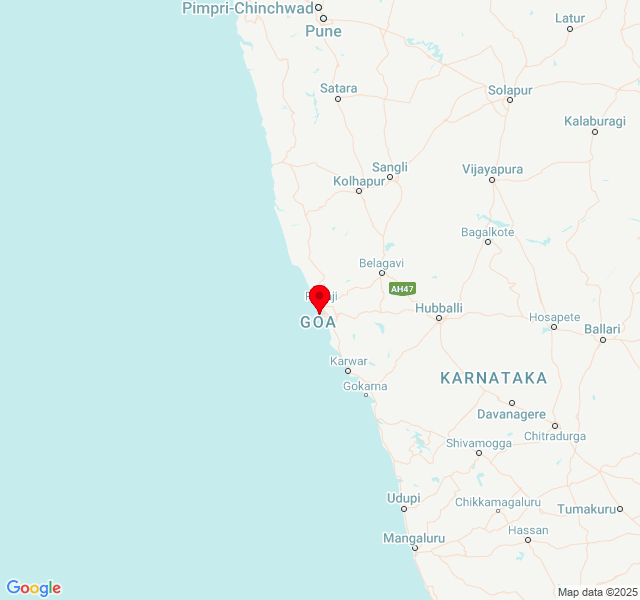 Pimpri-Chinchwad
Pune
Latur
Satara
Solapur
Kalaburagi
Sangli
Kolhapur
Vijayapura
Bagalkote
Belagavi
AH47
GOA
Hubballi
Hosapete
Ballari
Karwar
Gokarna
KARNATAKA
Davanagere
Chitradurga
Shivamogga
Udupi
Chikkamagaluru
Tumakuru
Hassan
Mangaluru
Google
Map data ©2025